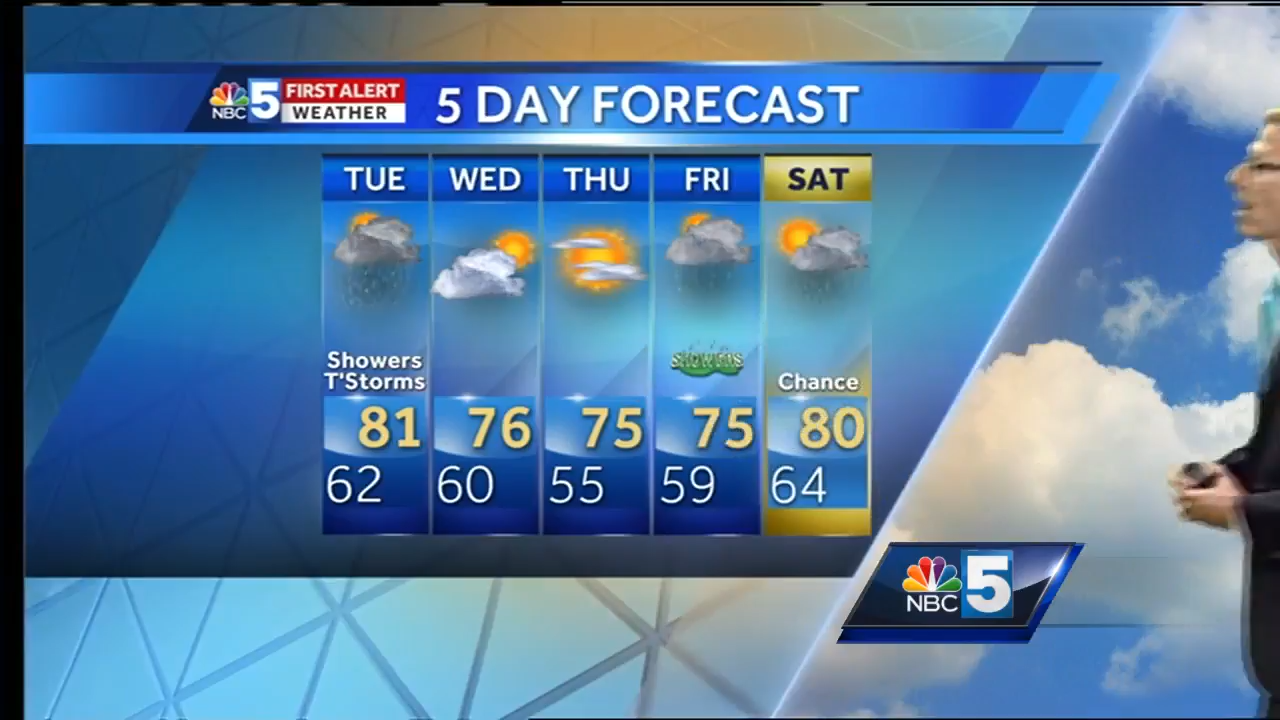 NBC 5 FIRST ALERT WEATHER
5 DAY FORECAST
TUE WED THU FRI SAT
Showers
T'Storms
SHOWERS
Chance
81 76 75 75 80
62 60 55 59 64
NBC 5